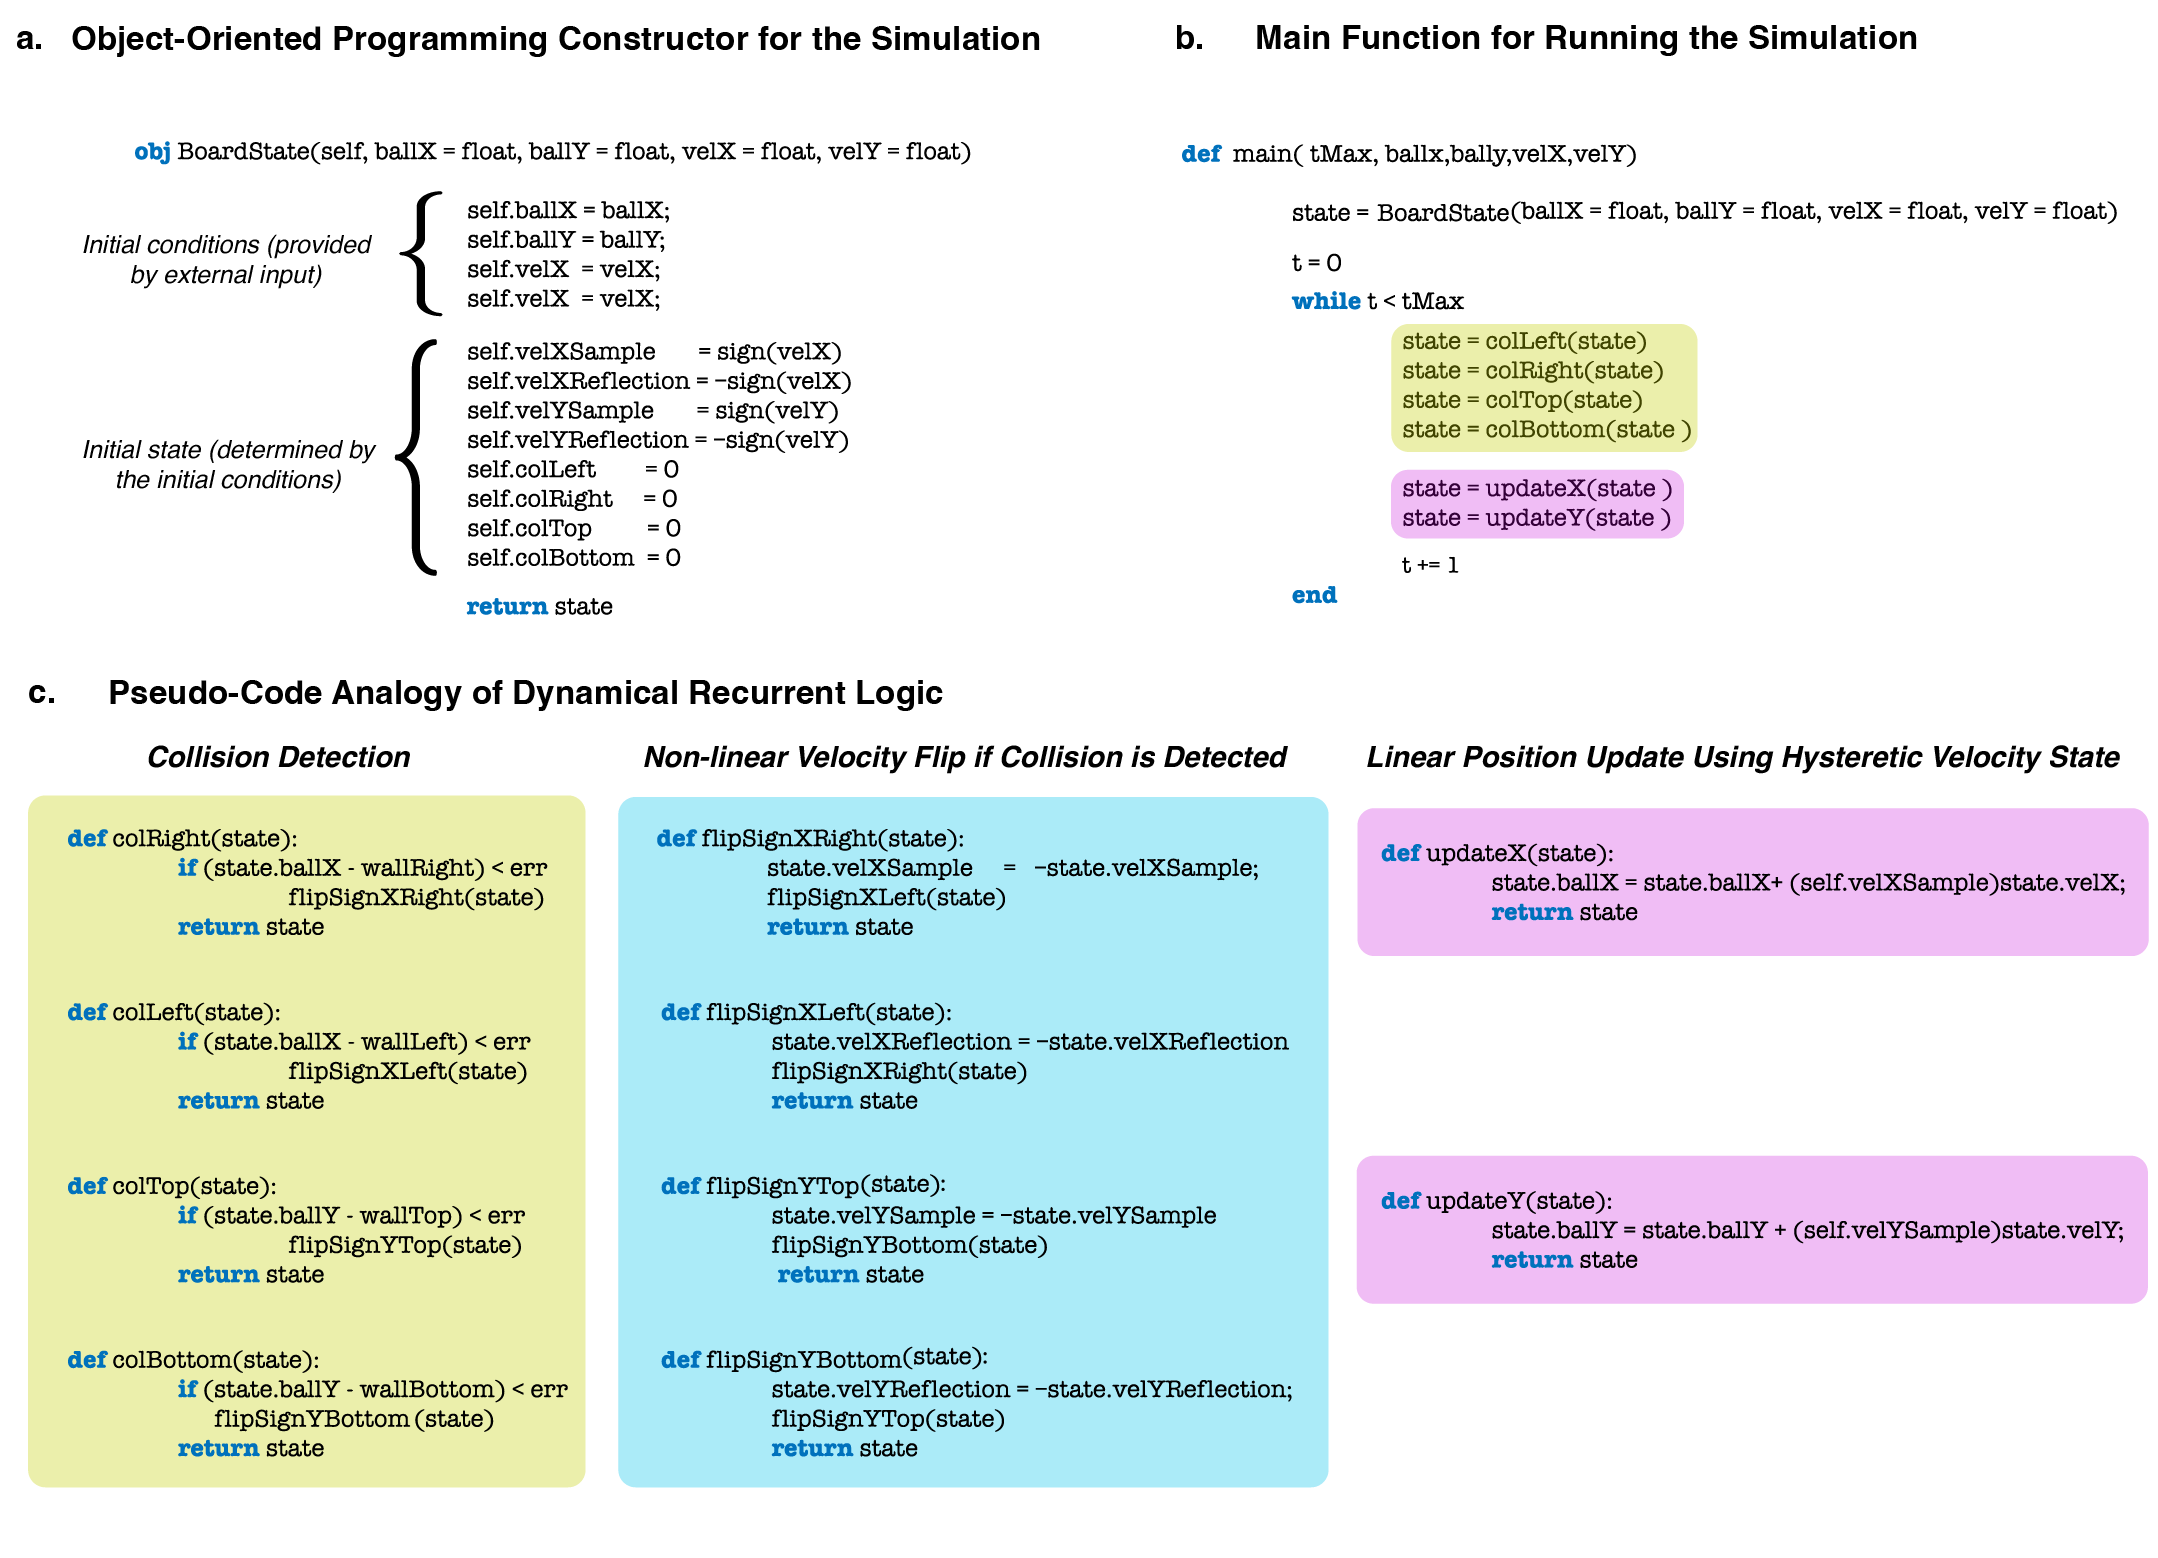 a. Object-Oriented Programming Constructor for the Simulation
obj BoardState(self, ballX = float, ballY = float, velX = float, velY = float)
Initial conditions (provided
by external input)
self.ballX = ballX;
self.ballY = ballY;
self.velX = velX;
self.velX = velX;
Initial state (determined by
the initial conditions)
self.velXSample = sign(velX)
self.velXReflection = -sign(velX)
self.velYSample = sign(velY)
self.velYReflection = -sign(velY)
self.colLeft = 0
self.colRight = 0
self.colTop = 0
self.colBottom = 0
return state
b. Main Function for Running the Simulation
def main( tMax, ballx,bally,velX,velY)
state = BoardState(ballX = float, ballY = float, velX = float, velY = float)
t = 0
while t < tMax
state = colLeft(state)
state = colRight(state)
state = colTop(state)
state = colBottom(state )
state = updateX(state )
state = updateY(state )
t += 1
end
c. Pseudo-Code Analogy of Dynamical Recurrent Logic
Collision Detection
def colRight(state):
if (state.ballX - wallRight) < err
flipSignXRight(state)
return state
def colLeft(state):
if (state.ballX - wallLeft) < err
flipSignXLeft(state)
return state
def colTop(state):
if (state.ballY - wallTop) < err
flipSignYTop(state)
return state
def colBottom(state):
if (state.ballY - wallBottom) < err
flipSignYBottom (state)
return state
Non-linear Velocity Flip if Collision is Detected
def flipSignXRight(state):
state.velXSample = -state.velXSample;
flipSignXLeft(state)
return state
def flipSignXLeft(state):
state.velXReflection = -state.velXReflection
flipSignXRight(state)
return state
def flipSignYTop(state):
state.velYSample = -state.velYSample
flipSignYBottom(state)
return state
def flipSignYBottom(state):
state.velYReflection = -state.velYReflection;
flipSignYTop(state)
return state
Linear Position Update Using Hysteretic Velocity State
def updateX(state):
state.ballX = state.ballX+ (self.velXSample)state.velX;
return state
def updateY(state):
state.ballY = state.ballY + (self.velYSample)state.velY;
return state